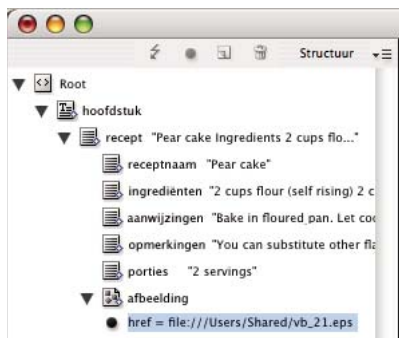 Structuur
Root
hoofdstuk
recept "Pear cake Ingredients 2 cups flo..."
receptnaam "Pear cake"
ingrediënten "2 cups flour (self rising) 2 c
aanwijzingen "Bake in floured pan. Let coo
opmerkingen "You can substitute other fla
porties "2 servings"
afbeelding
href = file:///Users/Shared/vb_21.eps